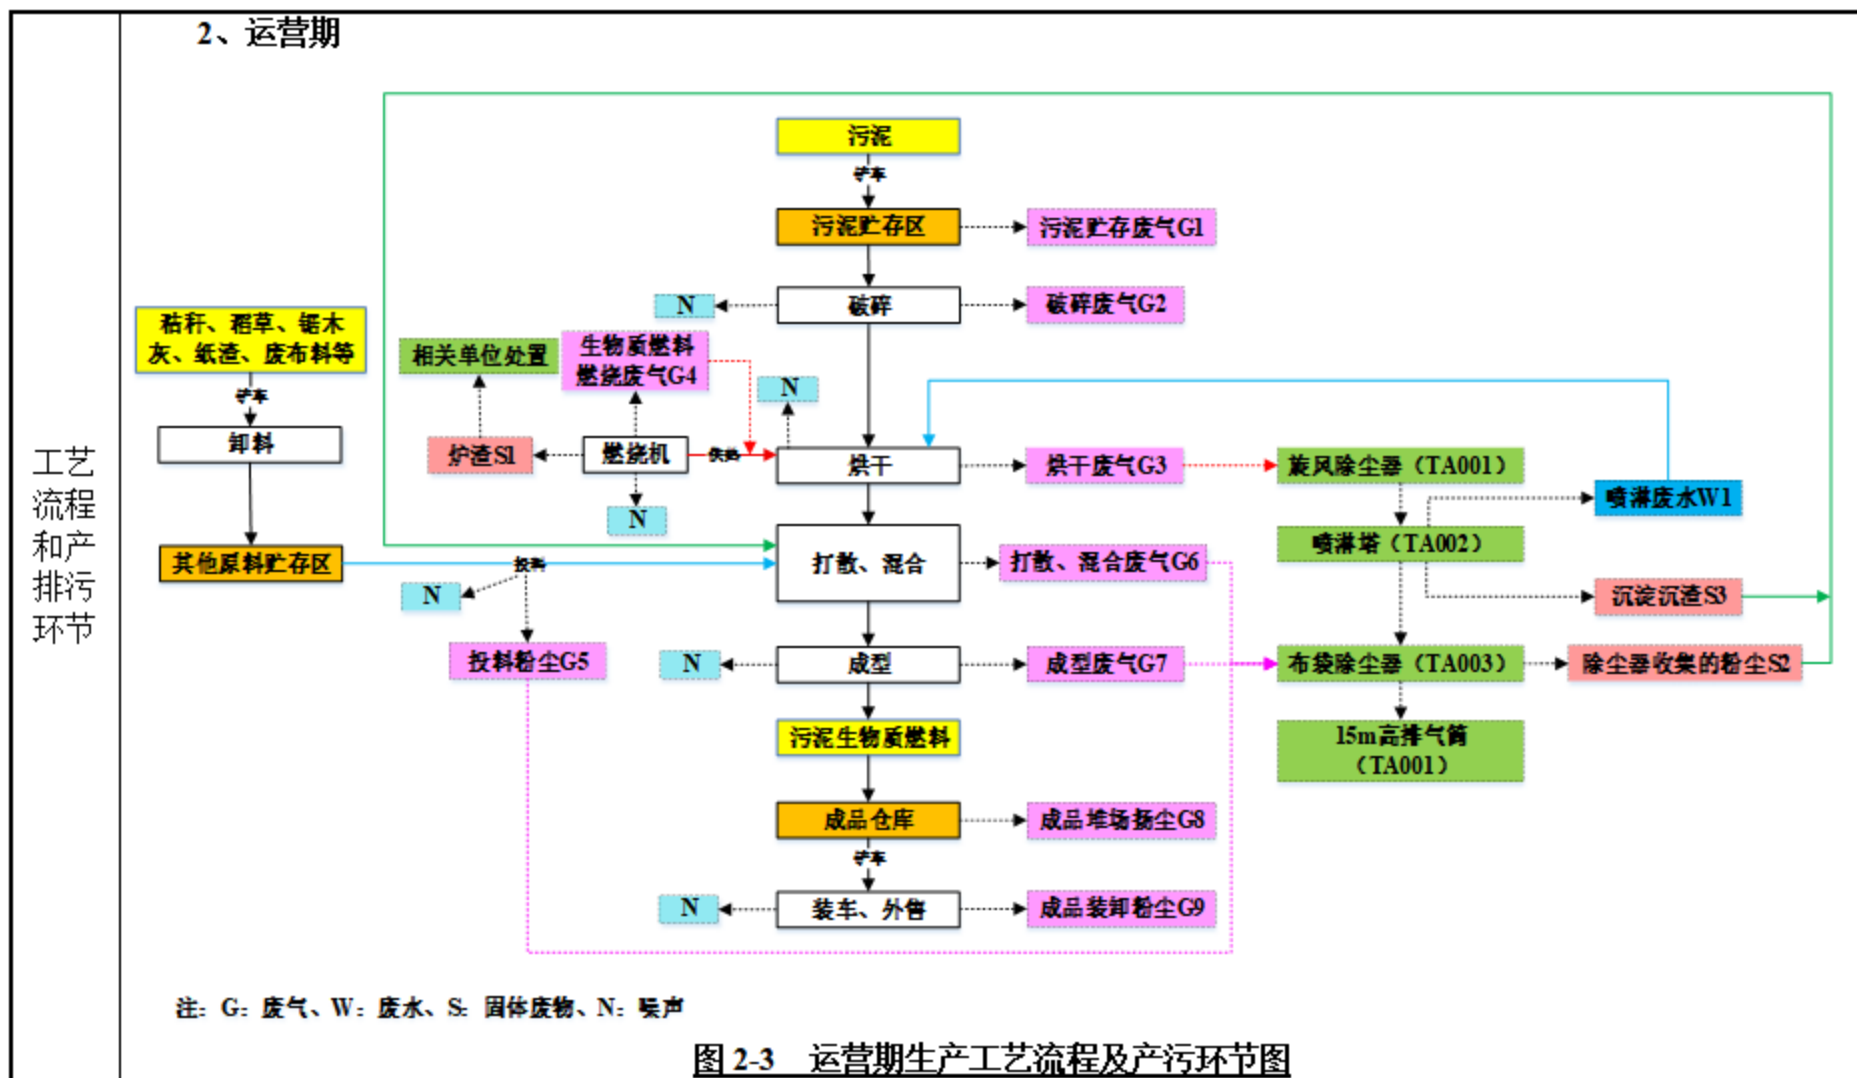 2、运营期
工艺
流程
和产
排污
环节
污泥
铲车
污泥贮存区
污泥贮存废气G1
N
破碎
破碎废气G2
秸秆、稻草、锯木
灰、纸渣、废布料等
铲车
卸料
其他原料贮存区
相关单位处置
生物质燃料
燃烧废气G4
N
炉渣S1
燃烧机
供热
烘干
烘干废气G3
旋风除尘器（TA001）
N
喷淋废水W1
喷淋塔（TA002）
投料
打散、混合
打散、混合废气G6
N
沉淀沉渣S3
投料粉尘G5
N
成型
成型废气G7
布袋除尘器（TA003）
除尘器收集的粉尘S2
污泥生物质燃料
15m高排气筒
（TA001）
成品仓库
成品堆场扬尘G8
铲车
N
装车、外售
成品装卸粉尘G9
注：G：废气、W：废水、S：固体废物、N：噪声
图 2-3 运营期生产工艺流程及产污环节图